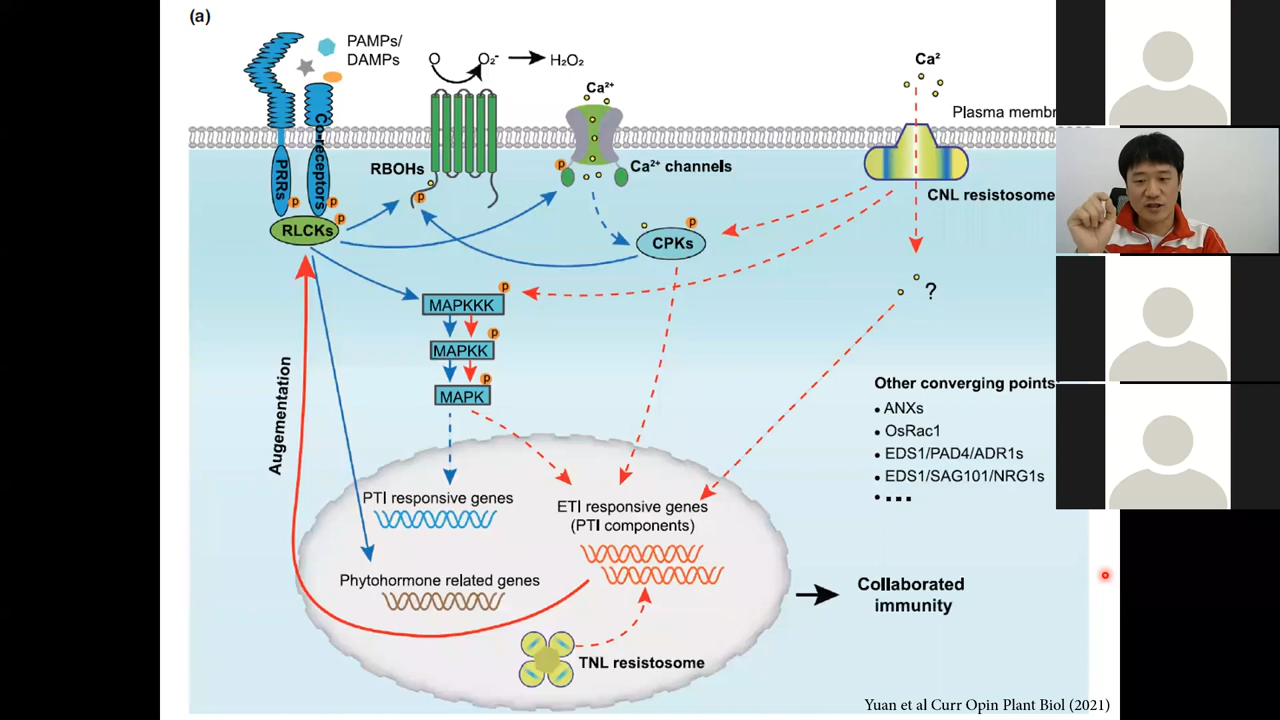 (a)
PAMPs/
DAMPs
O
O₂⁻
H₂O₂
Ca²⁺
Ca²
Plasma membr
PRRs
Coreceptors
RBOHs
Ca²⁺ channels
CNL resistosome
p
p
p
p
p
RLCKs
p
CPKs
?
p
MAPKKK
p
MAPKK
p
MAPK
Augementation
Other converging points
• ANXs
• OsRac1
• EDS1/PAD4/ADR1s
• EDS1/SAG101/NRG1s
• ...
PTI responsive genes
ETI responsive genes
(PTI components)
Phytohormone related genes
Collaborated
immunity
TNL resistosome
Yuan et al Curr Opin Plant Biol (2021)